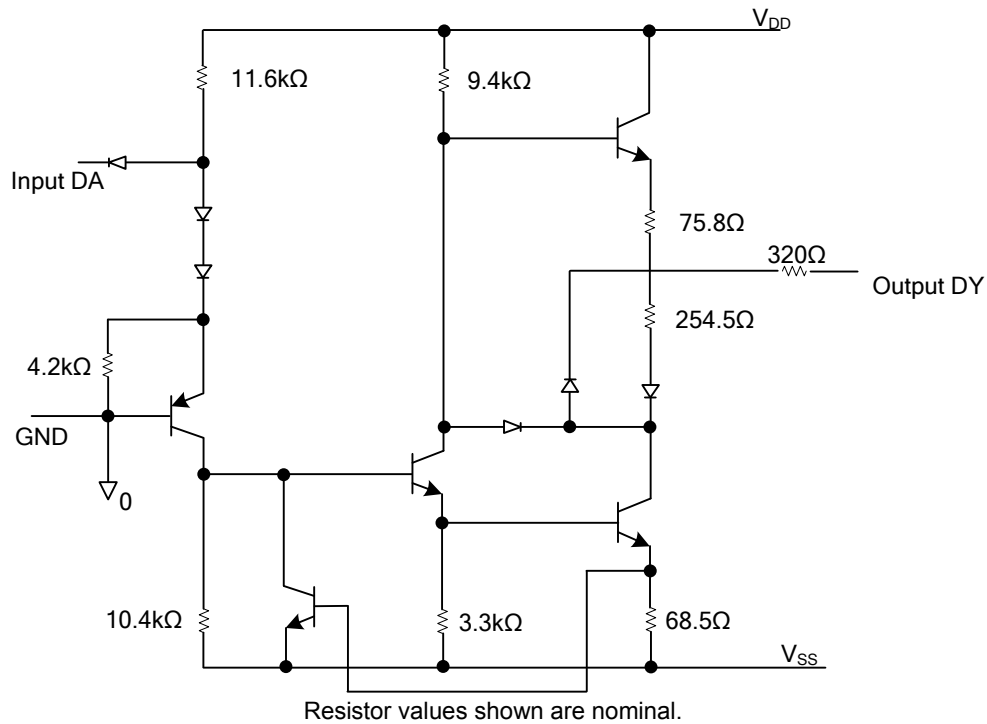 V_DD
11.6kΩ
9.4kΩ
Input DA
75.8Ω
320Ω
Output DY
254.5Ω
4.2kΩ
GND
0
10.4kΩ
3.3kΩ
68.5Ω
V_SS
Resistor values shown are nominal.